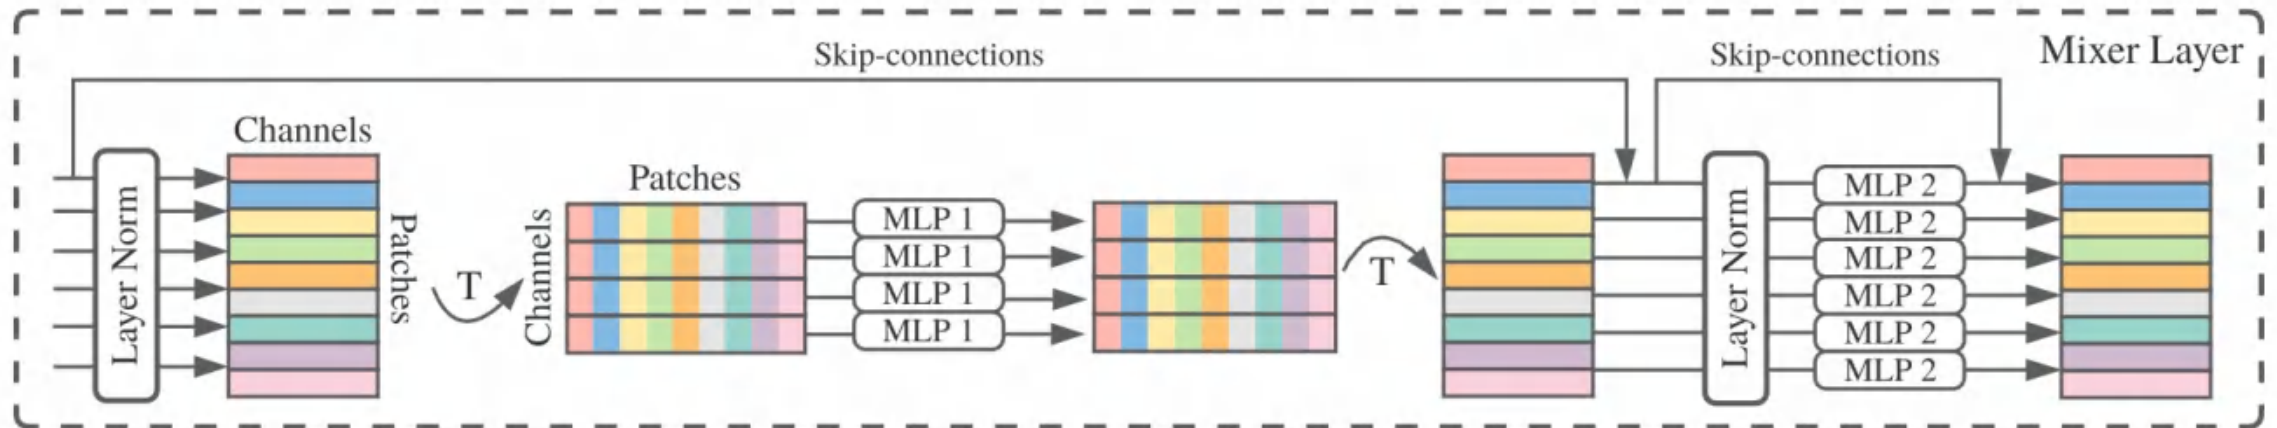 Skip-connections
Skip-connections
Mixer Layer
Channels
Layer Norm
Patches
T
Channels
Patches
MLP 1
MLP 1
MLP 1
MLP 1
T
Layer Norm
MLP 2
MLP 2
MLP 2
MLP 2
MLP 2
MLP 2